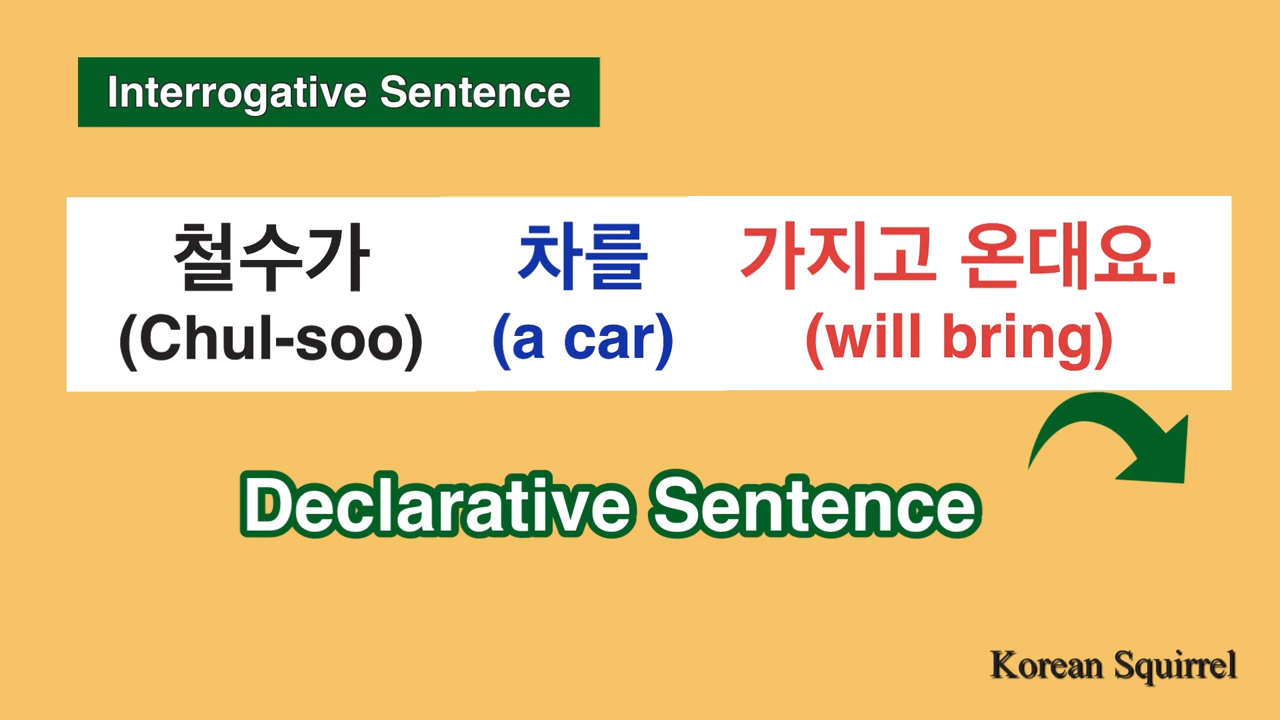 Interrogative Sentence
철수가 차를 가지고 온대요.
(Chul-soo) (a car) (will bring)
Declarative Sentence
Korean Squirrel